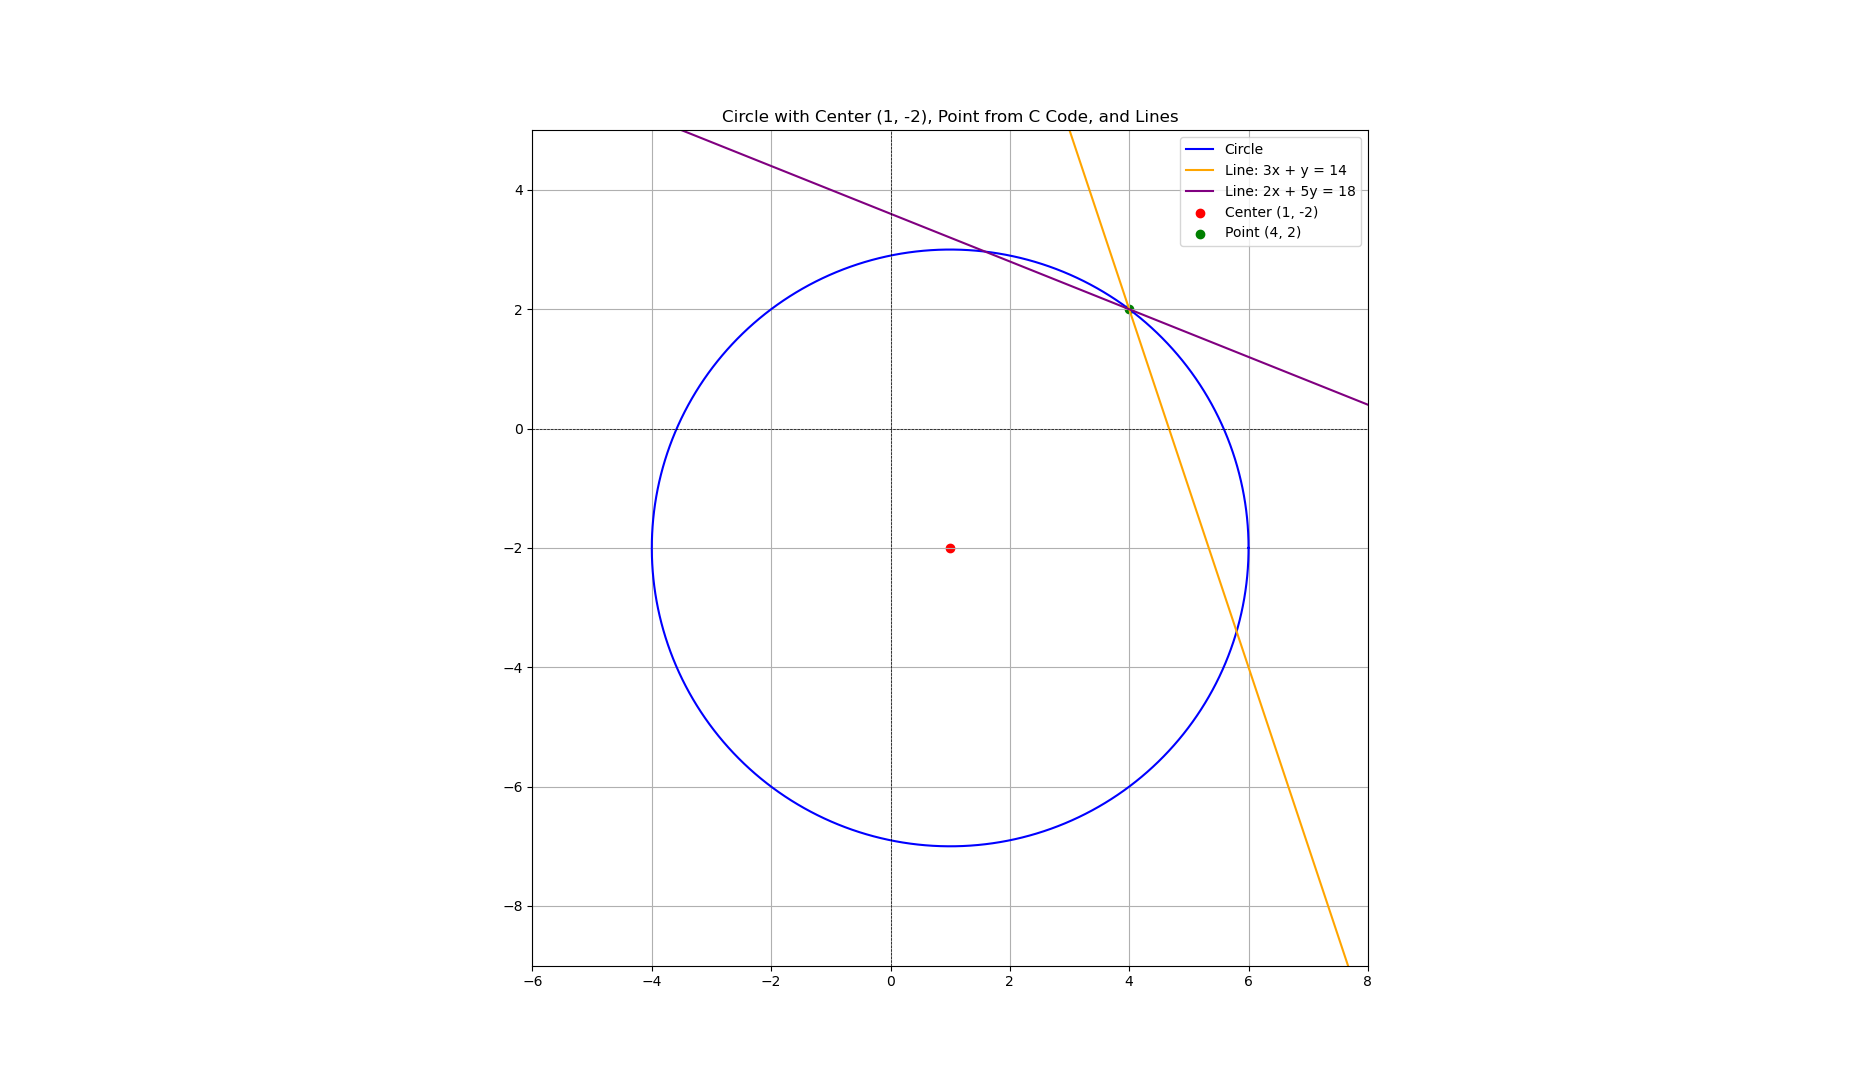 Circle with Center (1, -2), Point from C Code, and Lines
Circle
Line: 3x + y = 14
Line: 2x + 5y = 18
Center (1, -2)
Point (4, 2)
4
2
0
−2
−4
−6
−8
−6 −4 −2 0 2 4 6 8